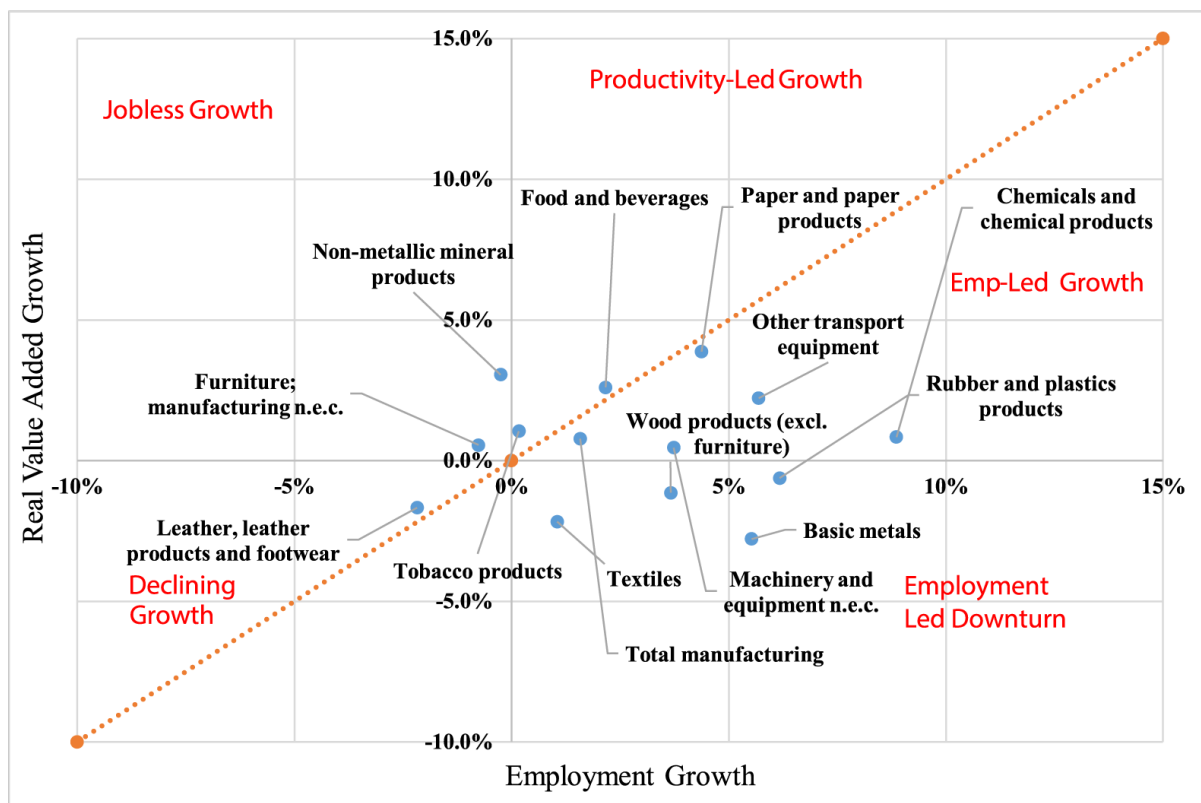 15.0%
15%
Productivity-Led Growth
Jobless Growth
10.0%
Food and beverages
Paper and paper
products
Chemicals and
chemical products
Non-metallic mineral
products
Emp-Led Growth
5.0%
Other transport
equipment
Furniture;
manufacturing n.e.c.
Rubber and plastics
products
Wood products (excl.
furniture)
0.0%
-10%
-5%
0%
5%
10%
15%
Leather, leather
products and footwear
Basic metals
Tobacco products
Textiles
Machinery and
equipment n.e.c.
Declining
Growth
-5.0%
Employment
Led Downturn
Total manufacturing
-10.0%
Real Value Added Growth
Employment Growth